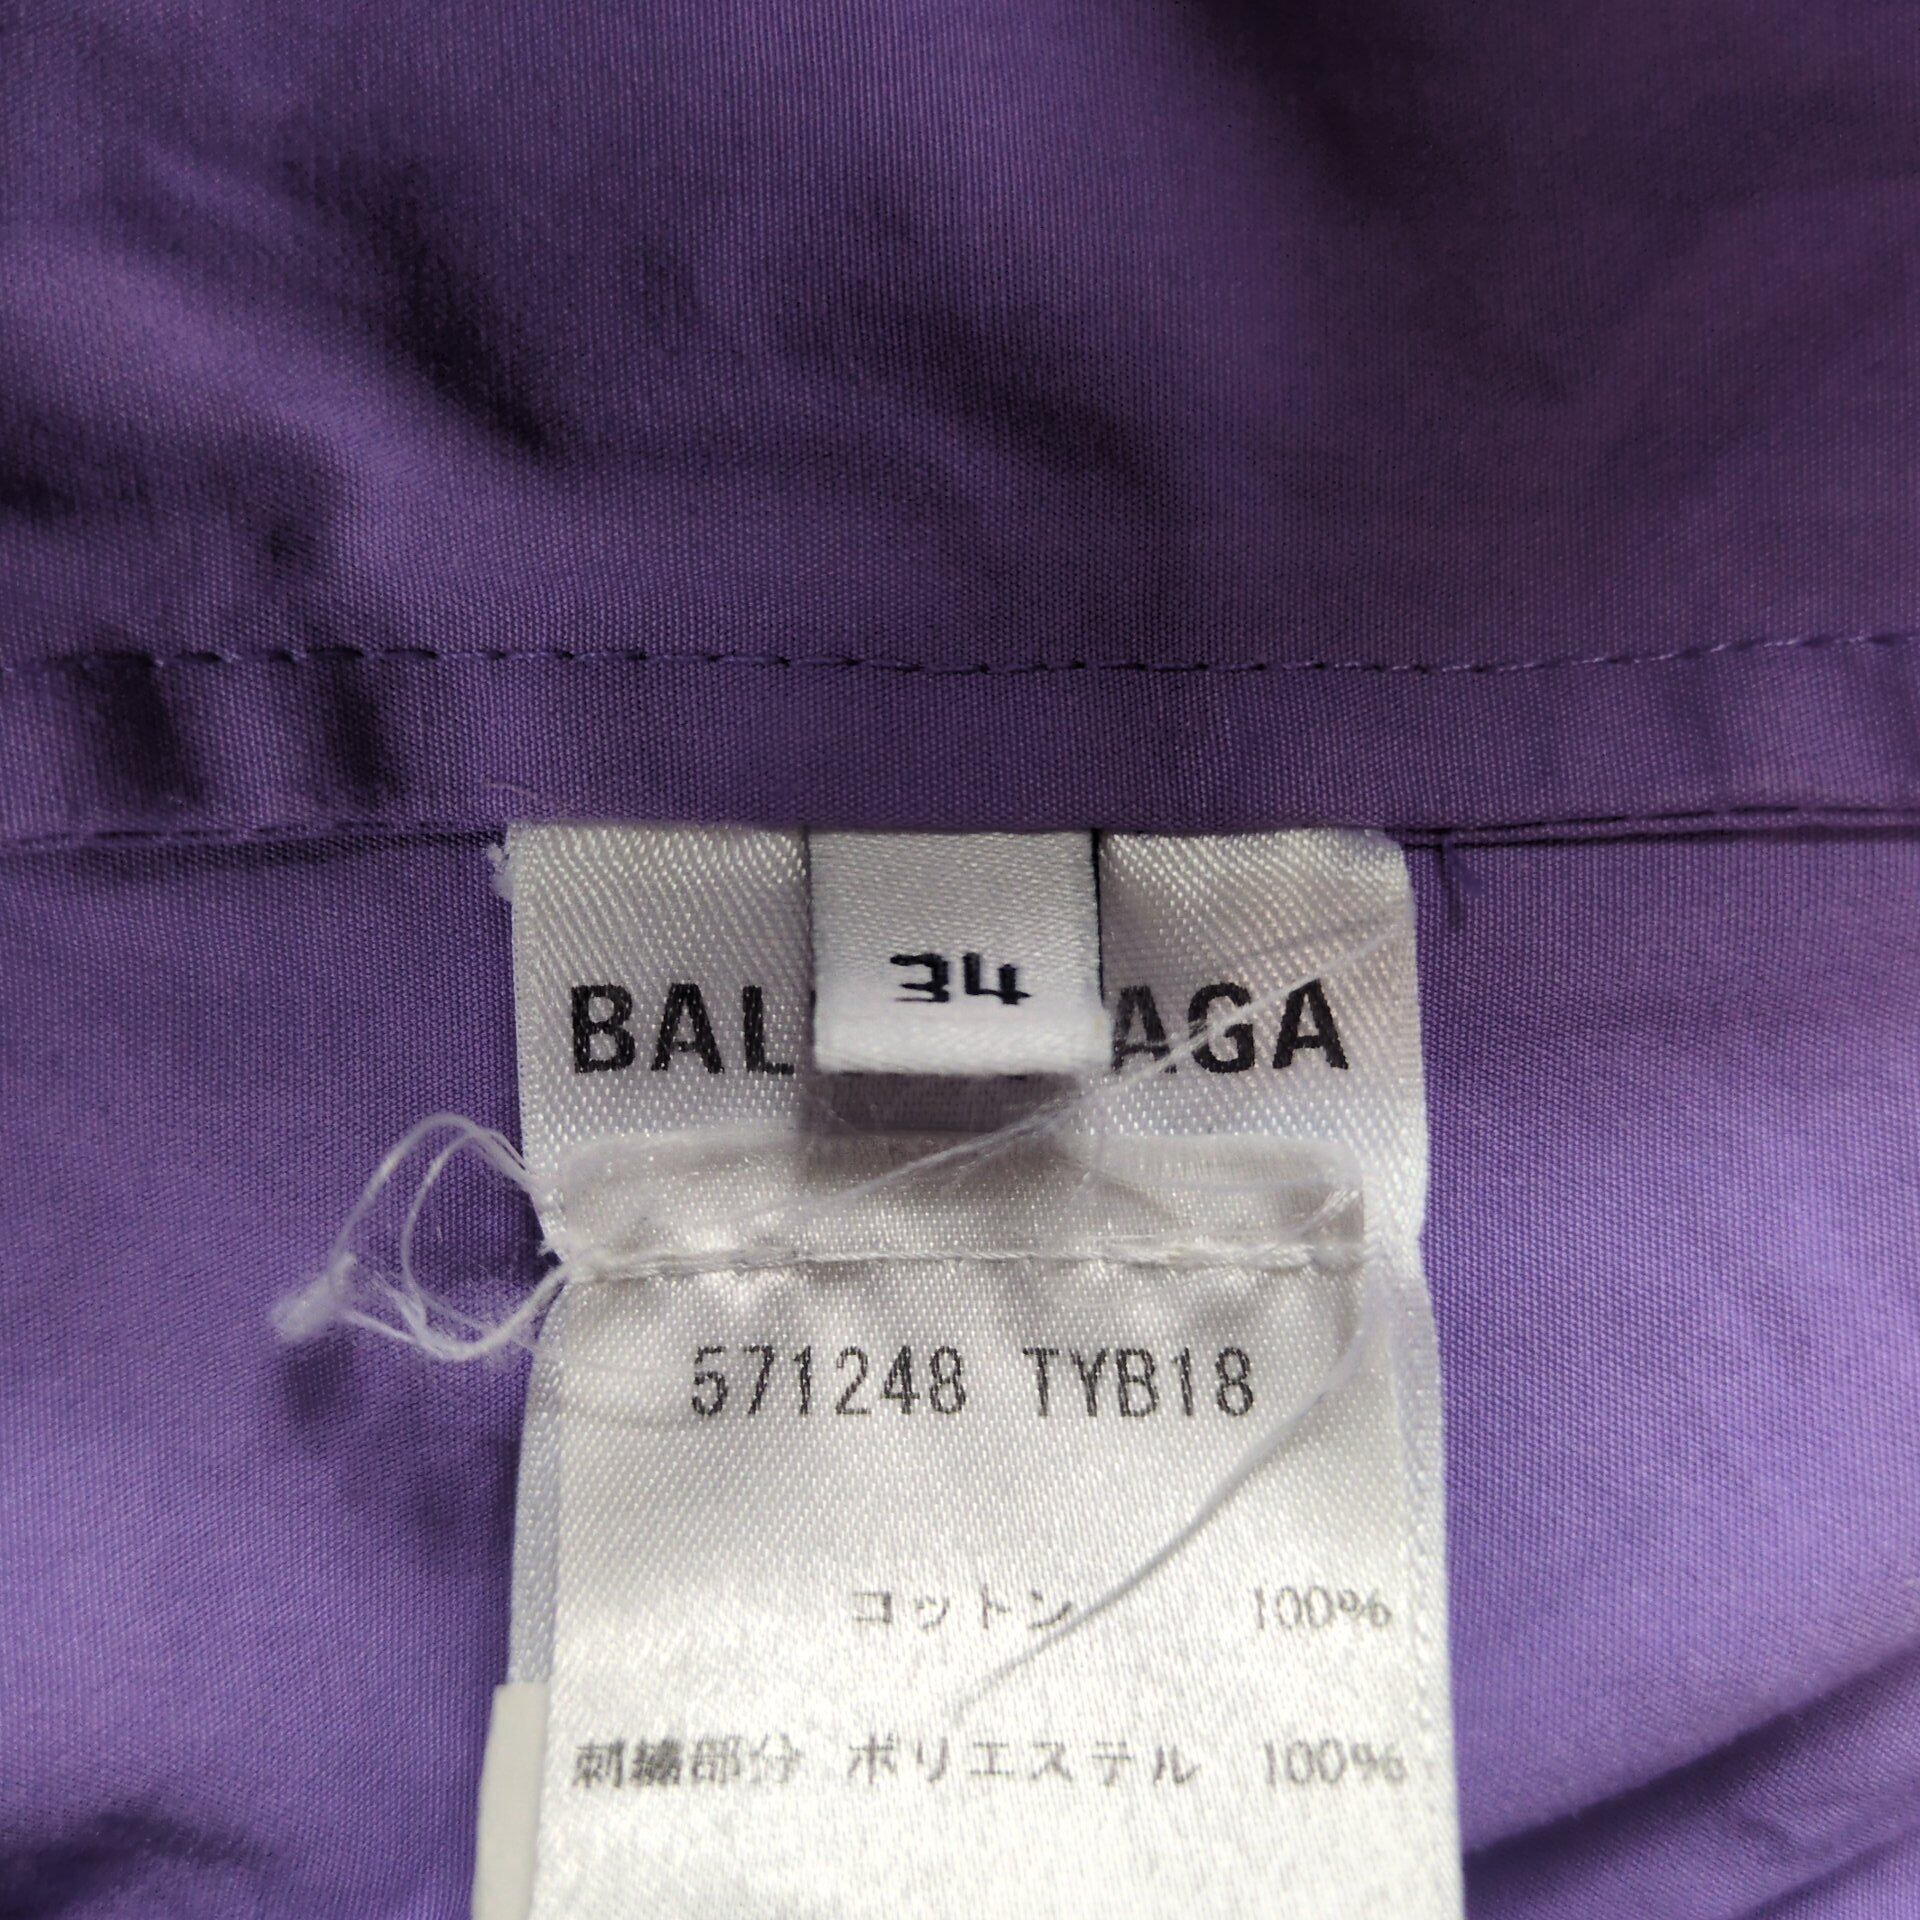 34
BAL AGA
571248 TYB18
コットン 100%
刺繍部分 ポリエステル 100%